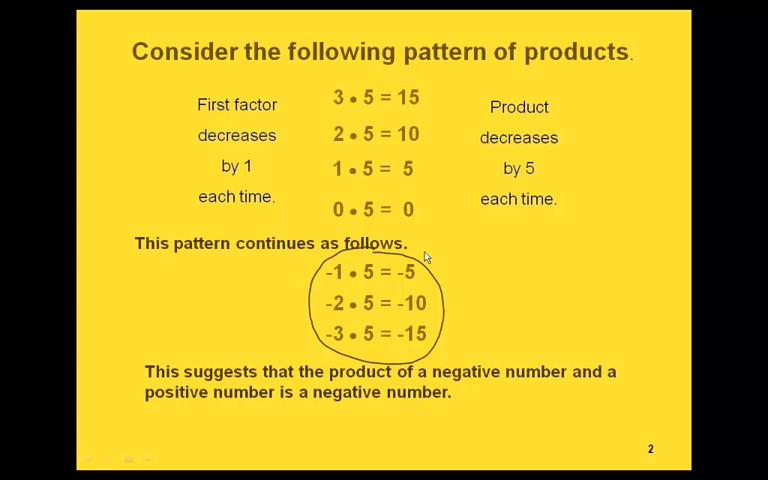 Consider the following pattern of products.
First factor
decreases
by 1
each time.
3 • 5 = 15
2 • 5 = 10
1 • 5 = 5
0 • 5 = 0
Product
decreases
by 5
each time.
This pattern continues as follows.
-1 • 5 = -5
-2 • 5 = -10
-3 • 5 = -15
This suggests that the product of a negative number and a
positive number is a negative number.
2